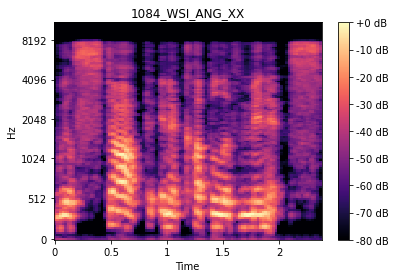 1084_WSI_ANG_XX
+0 dB
8192
-10 dB
4096
-20 dB
-30 dB
2048
-40 dB
Hz
1024
-50 dB
512
-60 dB
-70 dB
0
-80 dB
0 0.5 1 1.5 2
Time